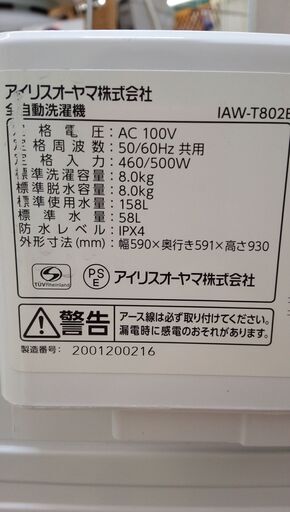 アイリスオーヤマ株式会社
全自動洗濯機 IAW-T802E
定格電圧: AC 100V
定格周波数: 50/60Hz 共用
定格入力: 460/500W
標準洗濯容量: 8.0kg
標準脱水容量: 8.0kg
標準使用水量: 158L
標準水量: 58L
防水レベル: IPX4
外形寸法(mm): 幅590×奥行き591×高さ930
TÜVRheinland
PS
E
アイリスオーヤマ株式会社
警告
アース線は必ず取り付けてください。
漏電時に感電のおそれがあります。
製造番号: 2001200216